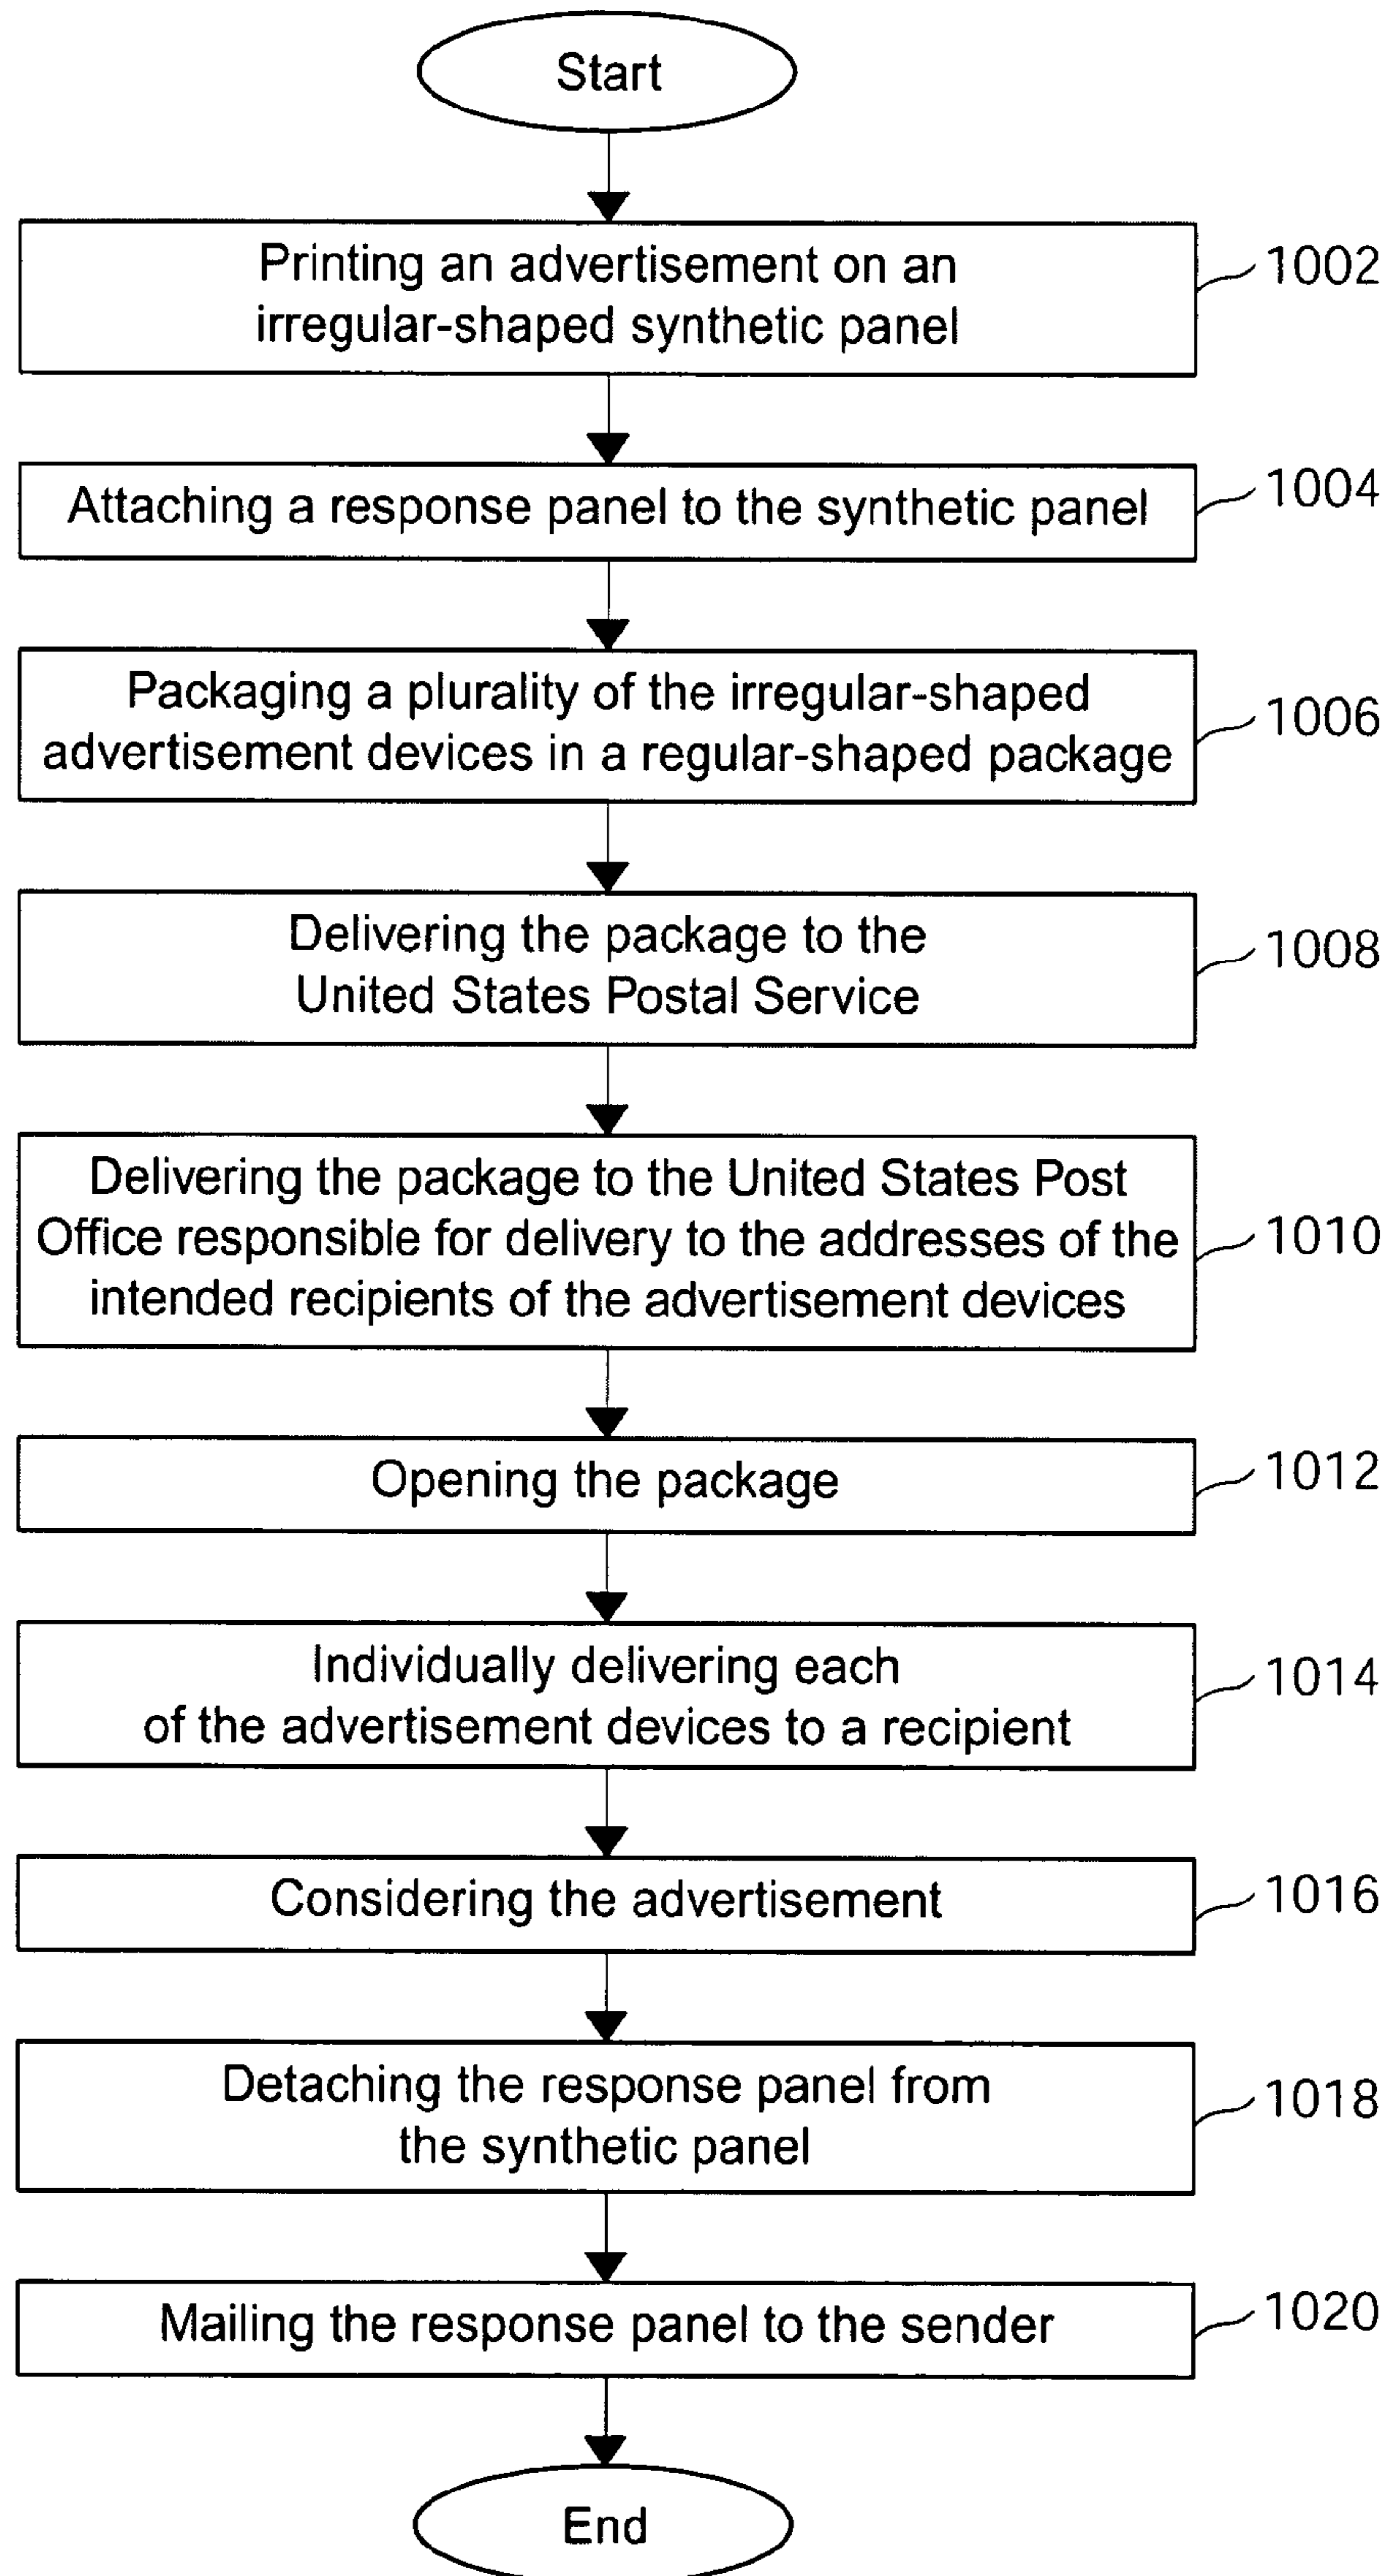 Start
Printing an advertisement on an
irregular-shaped synthetic panel
1002
Attaching a response panel to the synthetic panel
1004
Packaging a plurality of the irregular-shaped
advertisement devices in a regular-shaped package
1006
Delivering the package to the
United States Postal Service
1008
Delivering the package to the United States Post
Office responsible for delivery to the addresses of the
intended recipients of the advertisement devices
1010
Opening the package
1012
Individually delivering each
of the advertisement devices to a recipient
1014
Considering the advertisement
1016
Detaching the response panel from
the synthetic panel
1018
Mailing the response panel to the sender
1020
End